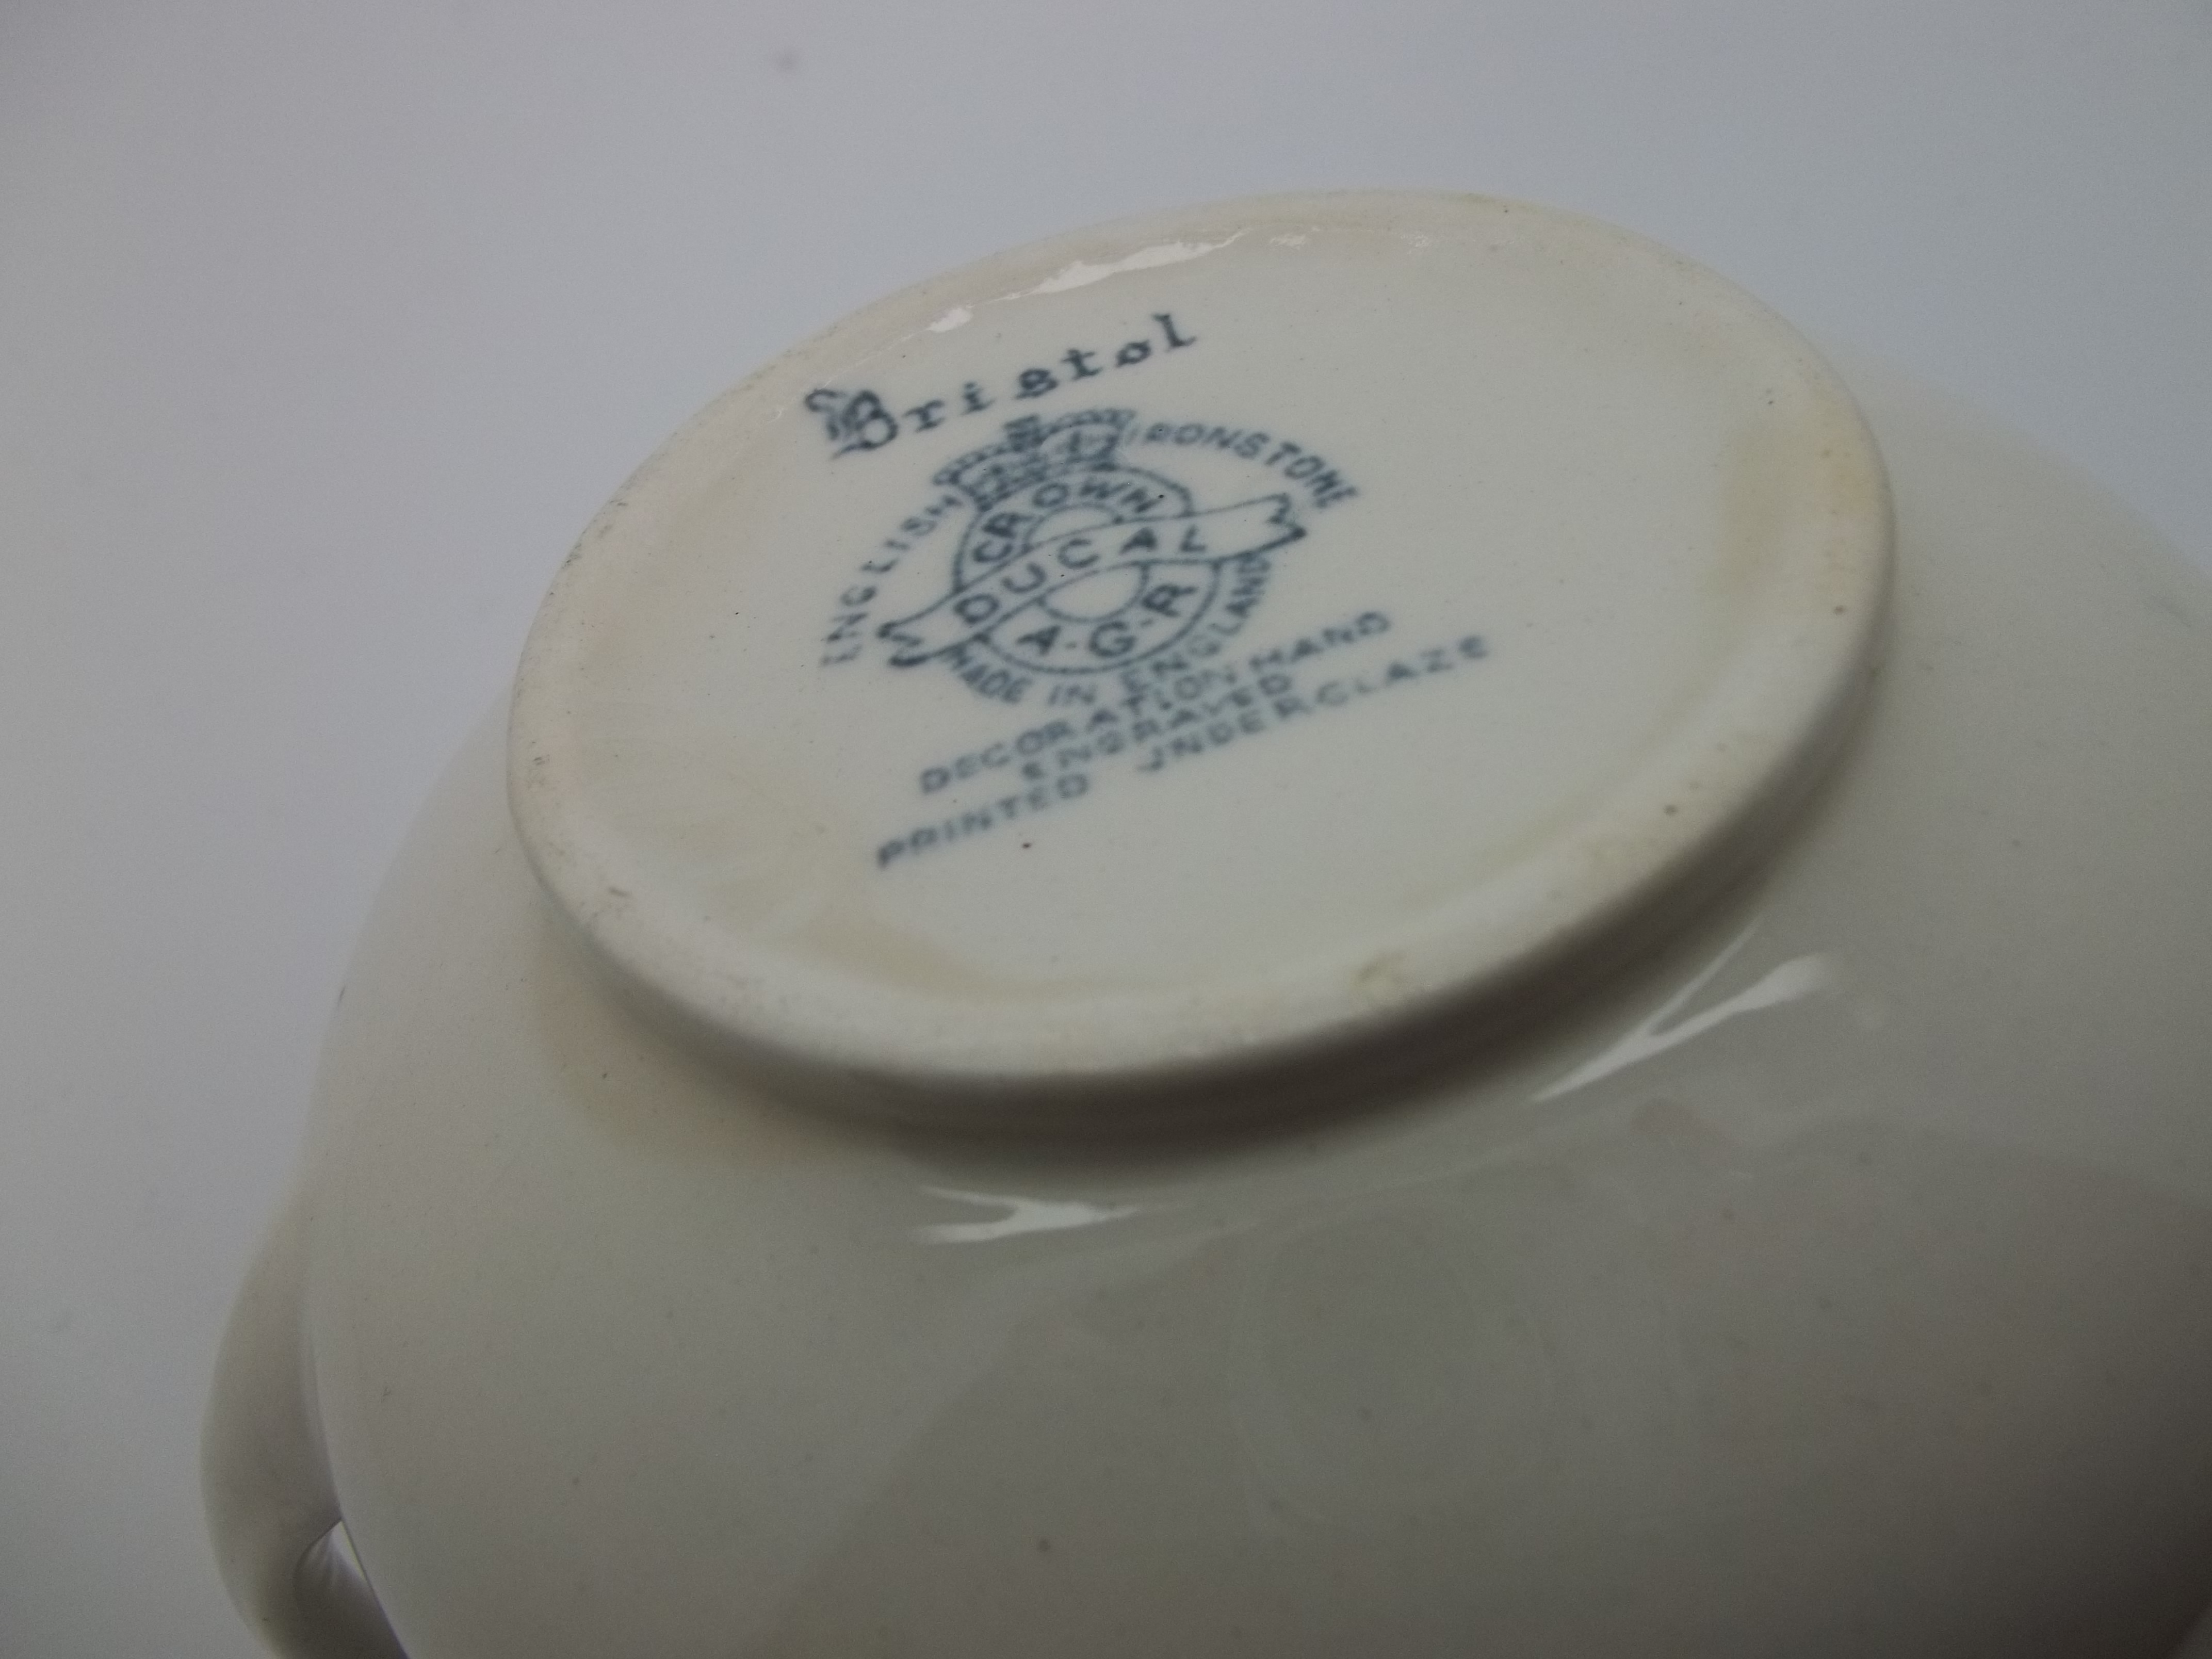 Bristol
ENGLISH IRONSTONE
CROWN
DUCAL
A·G·R
MADE IN ENGLAND
DECORATION HAND
ENGRAVED
PRINTED UNDERGLAZE